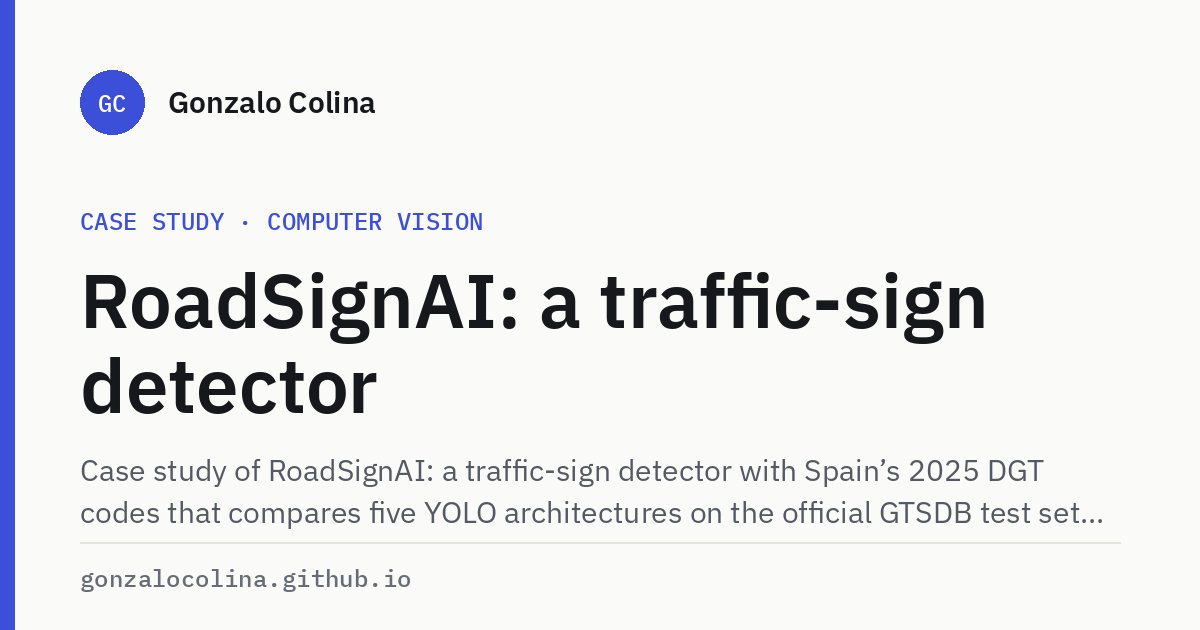 GC
Gonzalo Colina
CASE STUDY · COMPUTER VISION
RoadSignAI: a traffic-sign
detector
Case study of RoadSignAI: a traffic-sign detector with Spain’s 2025 DGT
codes that compares five YOLO architectures on the official GTSDB test set…
gonzalocolina.github.io